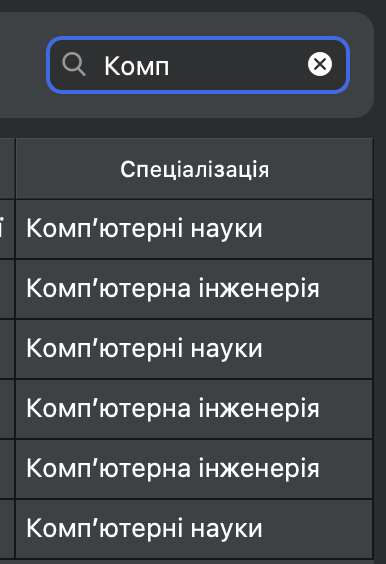 Комп
Спеціалізація
ї
Комп’ютерні науки
Комп’ютерна інженерія
Комп’ютерні науки
Комп’ютерна інженерія
Комп’ютерна інженерія
Комп’ютерні науки